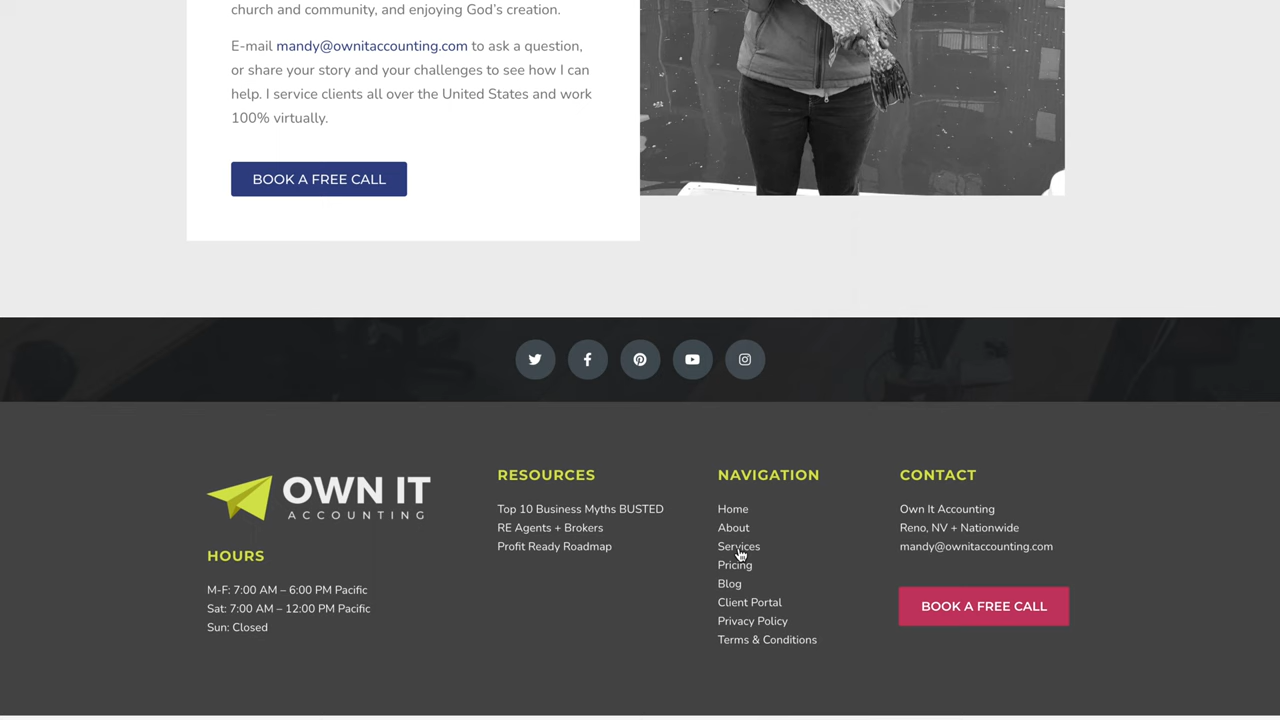 church and community, and enjoying God's creation.
E-mail mandy@ownitaccounting.com to ask a question,
or share your story and your challenges to see how I can
help. I service clients all over the United States and work
100% virtually.
BOOK A FREE CALL
OWN IT
ACCOUNTING
HOURS
M-F: 7:00 AM – 6:00 PM Pacific
Sat: 7:00 AM – 12:00 PM Pacific
Sun: Closed
RESOURCES
Top 10 Business Myths BUSTED
RE Agents + Brokers
Profit Ready Roadmap
NAVIGATION
Home
About
Services
Pricing
Blog
Client Portal
Privacy Policy
Terms & Conditions
CONTACT
Own It Accounting
Reno, NV + Nationwide
mandy@ownitaccounting.com
BOOK A FREE CALL